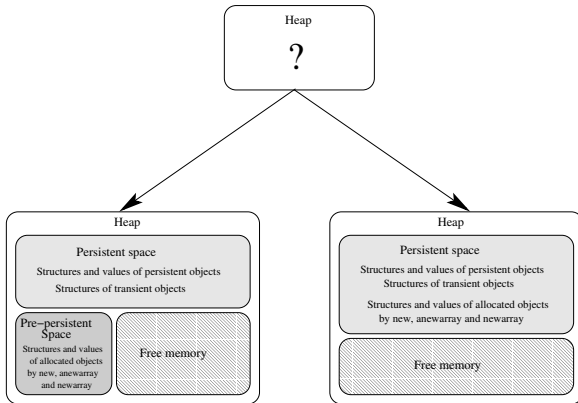 Heap
?
Heap
Persistent space
Structures and values of persistent objects
Structures of transient objects
Pre-persistent
Space
Structures and values
of allocated objects
by new, anewarray
and newarray
Free memory
Heap
Persistent space
Structures and values of persistent objects
Structures of transient objects
Structures and values of allocated objects
by new, anewarray and newarray
Free memory